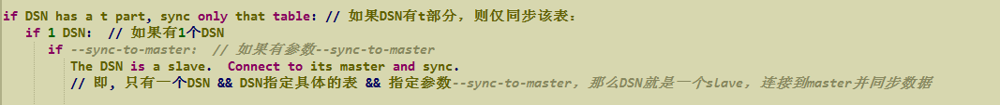 if DSN has a t part, sync only that table: // 如果DSN有t部分，则仅同步该表：
if 1 DSN: // 如果有1个DSN
if --sync-to-master: // 如果有参数--sync-to-master
The DSN is a slave. Connect to its master and sync.
// 即, 只有一个DSN && DSN指定具体的表 && 指定参数--sync-to-master，那么DSN就是一个slave，连接到master并同步数据